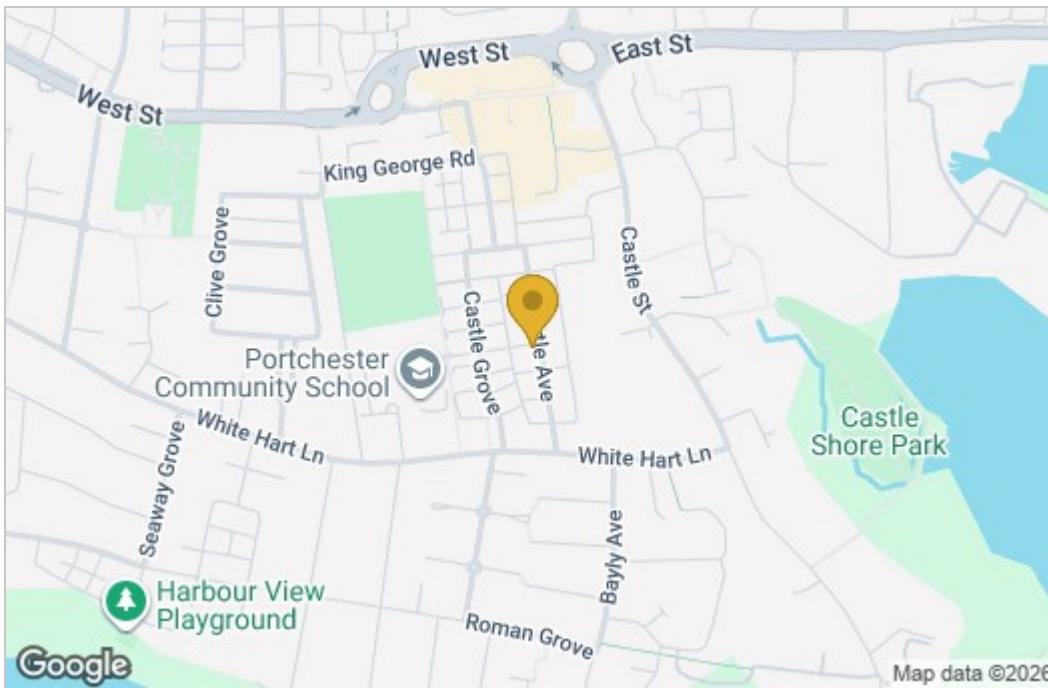 West St
East St
West St
King George Rd
Clive Grove
Castle St
Castle Grove
tle Ave
Portchester
Community School
Castle
Shore Park
White Hart Ln
White Hart Ln
Seaway Grove
Bayly Ave
Harbour View
Playground
Roman Grove
Google
Map data ©2026